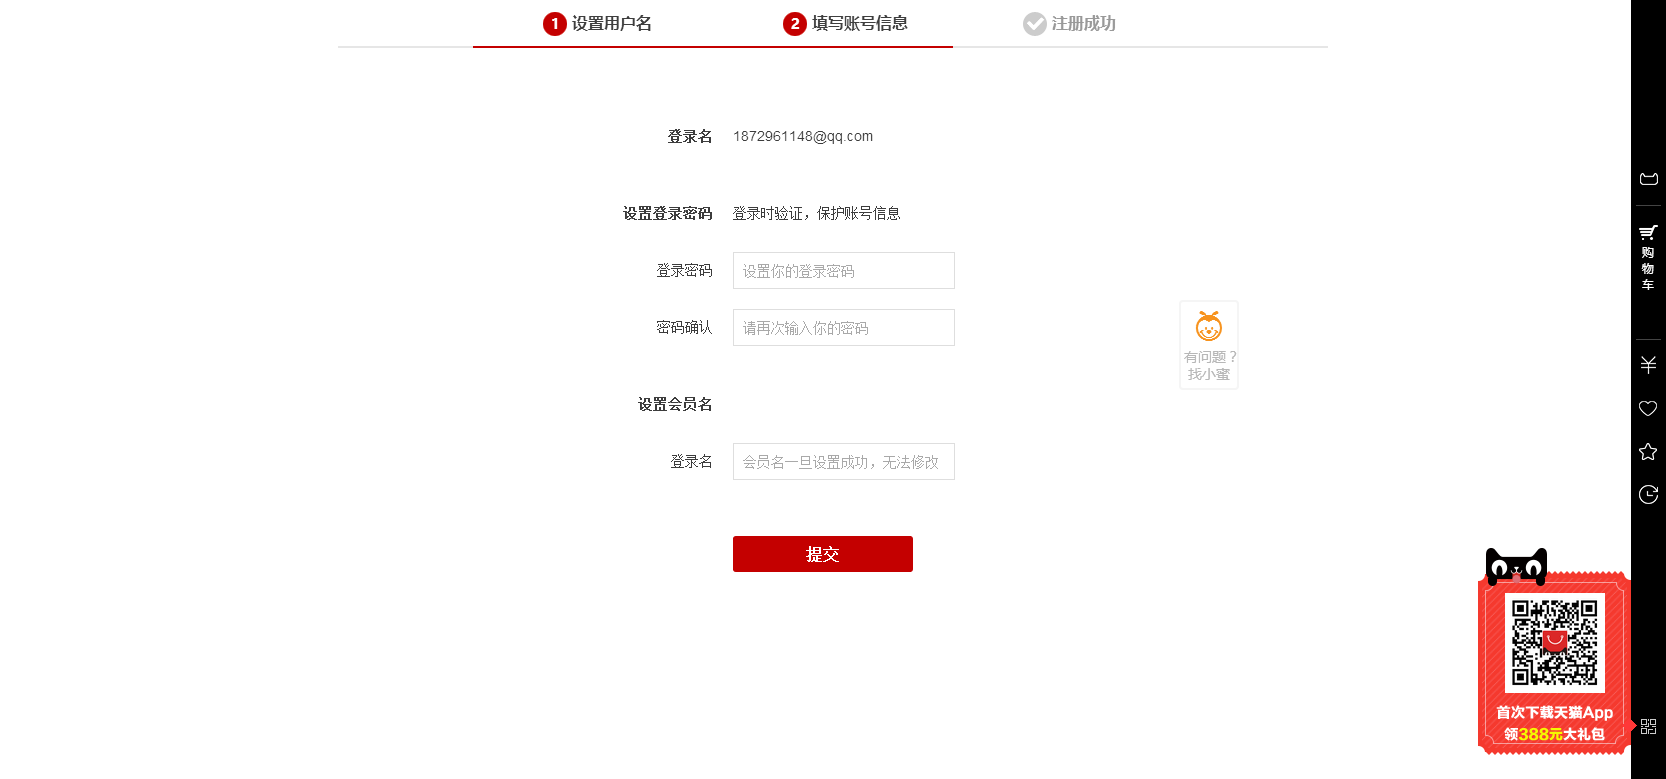 1 设置用户名
2 填写账号信息
注册成功
登录名 1872961148@qq.com
设置登录密码 登录时验证，保护账号信息
登录密码 设置你的登录密码
密码确认 请再次输入你的密码
设置会员名
登录名 会员名一旦设置成功，无法修改
提交
有问题？
找小蜜
购
物
车
首次下载天猫App
领388元大礼包